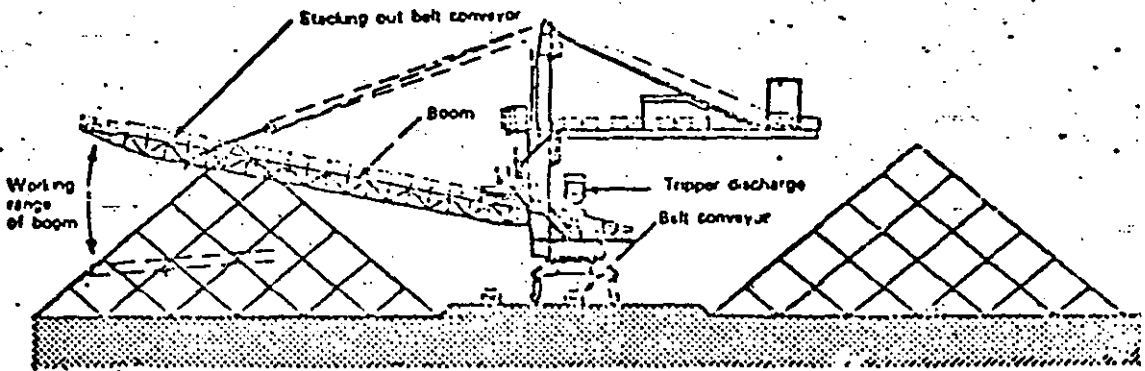 Stacking out belt conveyor
Boom
Working
range
of boom
Tripper discharge
Belt conveyor